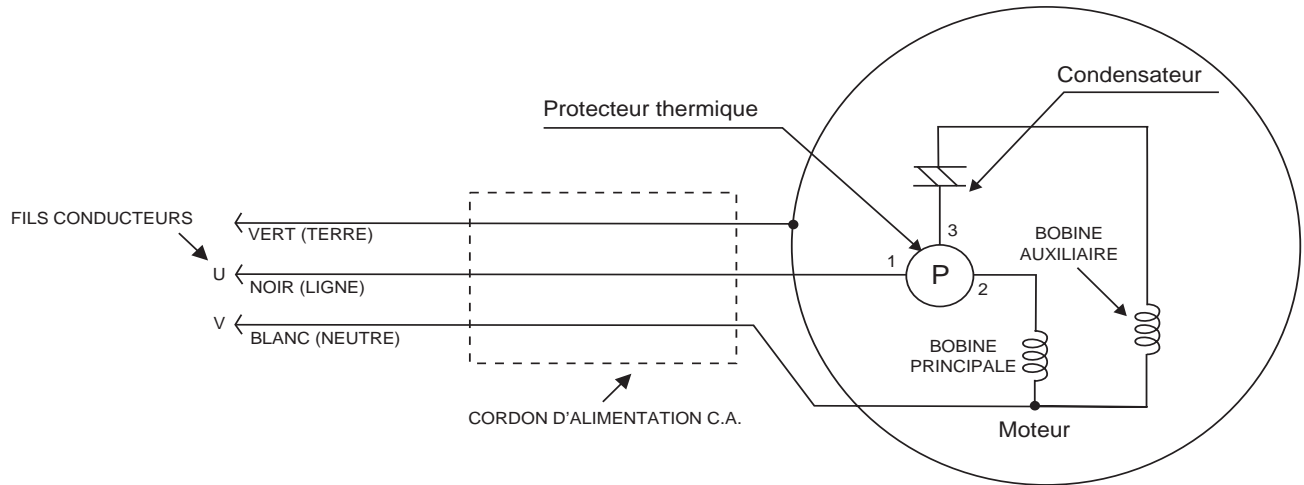 Condensateur
Protecteur thermique
FILS CONDUCTEURS
VERT (TERRE)
3
BOBINE
AUXILIAIRE
U
NOIR (LIGNE)
1
P
2
V
BLANC (NEUTRE)
BOBINE
PRINCIPALE
CORDON D'ALIMENTATION C.A.
Moteur